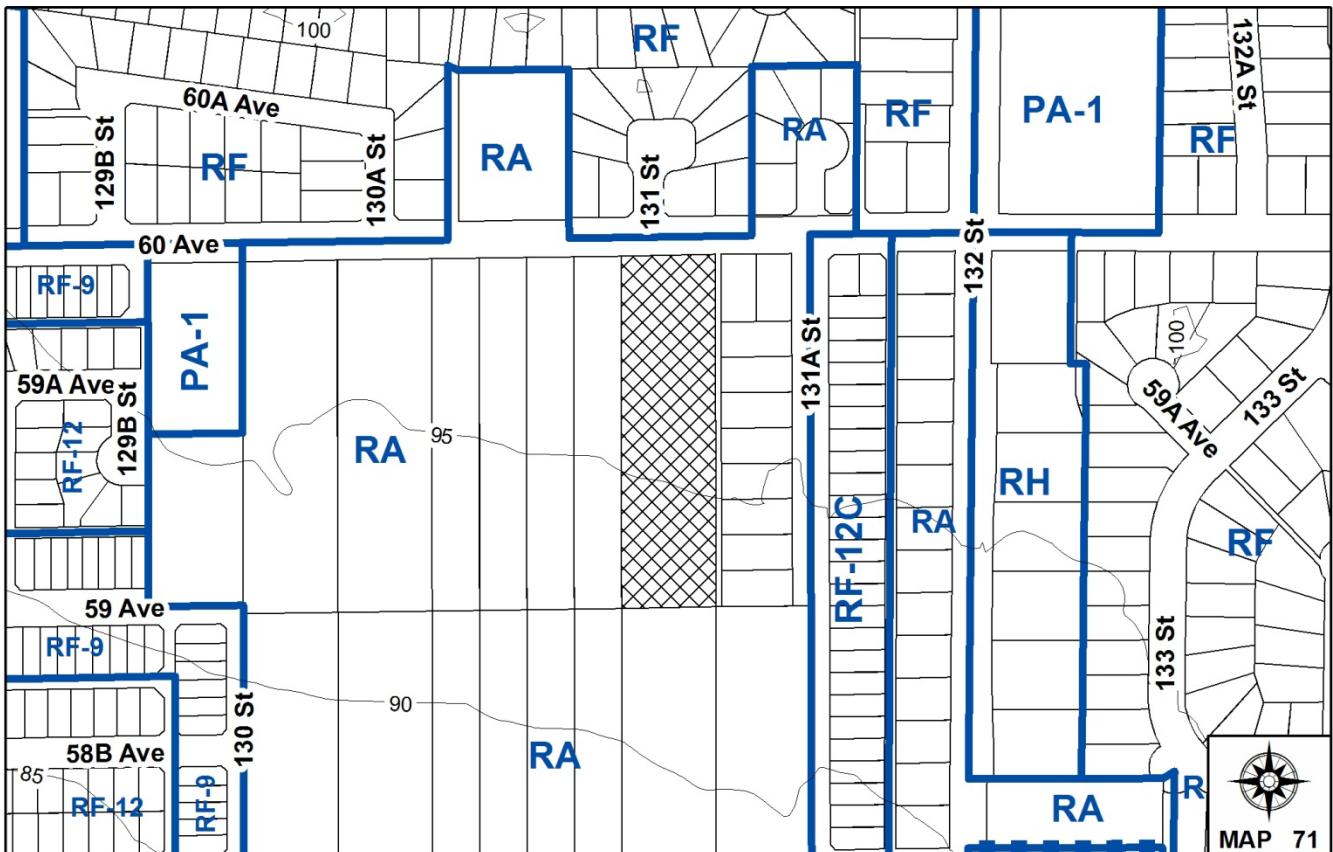 100
RF
132A St
60A Ave
PA-1
RF
RA
RF
129B St
RF
RA
130A St
131 St
60 Ave
132 St
RF-9
PA-1
131A St
100
59A Ave
129B St
59A Ave
133 St
RF-12
RA
95
RH
RA
RF
RF-12C
59 Ave
RF-9
133 St
130 St
90
58B Ave
RA
85
RF-12
RF-9
RA
R
MAP 71